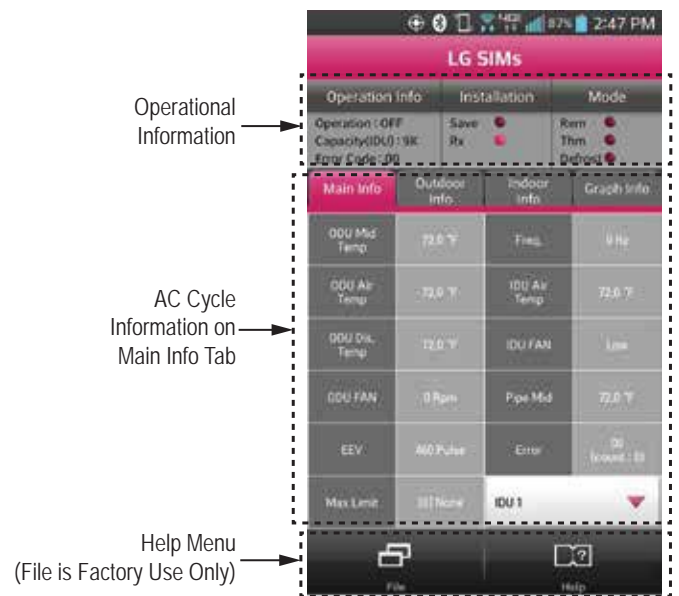 87% 2:47 PM
LG SIMs
Operational
Information
Operation Info Installation Mode
Operation : OFF Save Rem
Capacity(IDU) : 9K Rx Thm
Error Code : 00 Defrost
AC Cycle
Information on
Main Info Tab
Main Info Outdoor Info Indoor Info Graph Info
ODU Mid Temp 72.0 °F Freq. 0 Hz
ODU Air Temp 72.0 °F IDU Air Temp 72.0 °F
ODU Dis. Temp 72.0 °F IDU FAN Low
ODU FAN 0 Rpm Pipe Mid 72.0 °F
EEV Pulse Error 00 (count : 0)
Max Limit None IDU 1
Help Menu
(File is Factory Use Only)
File Help